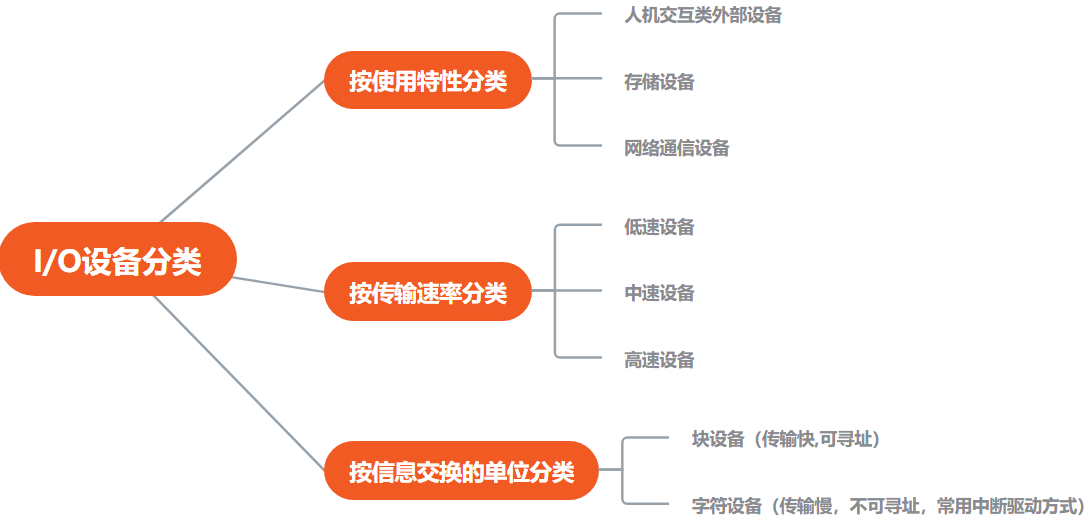 I/O设备分类
按使用特性分类
人机交互类外部设备
存储设备
网络通信设备
按传输速率分类
低速设备
中速设备
高速设备
按信息交换的单位分类
块设备（传输快,可寻址）
字符设备（传输慢，不可寻址，常用中断驱动方式）